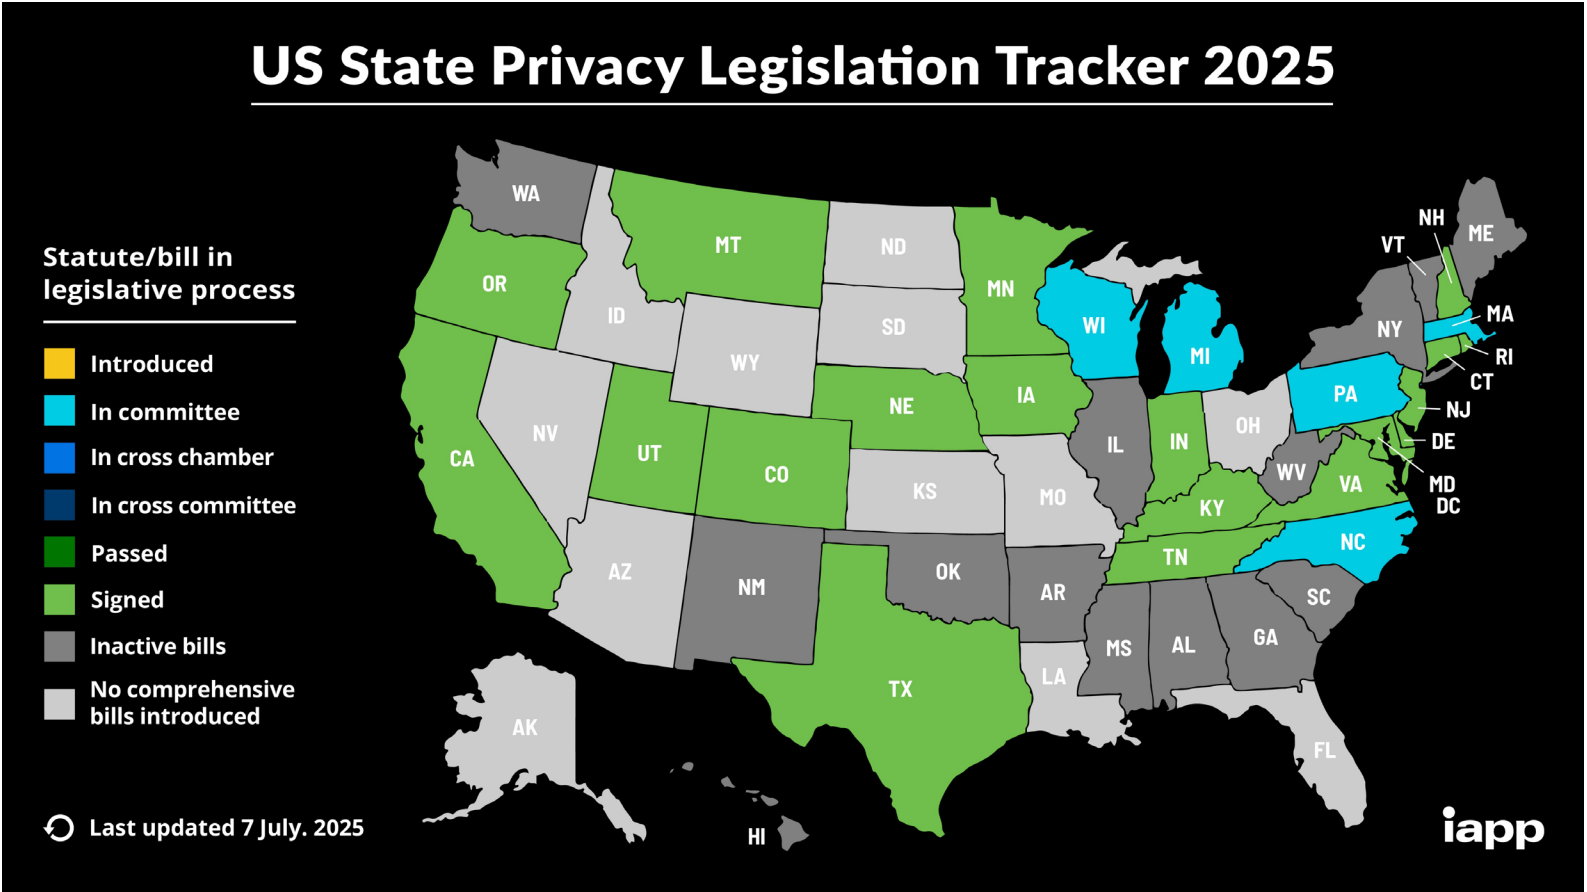 US State Privacy Legislation Tracker 2025
Statute/bill in
legislative process
Introduced
In committee
In cross chamber
In cross committee
Passed
Signed
Inactive bills
No comprehensive
bills introduced
Last updated 7 July. 2025
WA
OR
CA
ID
NV
MT
WY
UT
AZ
CO
NM
ND
SD
NE
KS
OK
TX
MN
IA
MO
AR
LA
WI
IL
MI
IN
OH
KY
TN
MS
AL
GA
FL
SC
NC
VA
WV
PA
NY
VT
NH
ME
MA
RI
CT
NJ
DE
MD
DC
AK
HI
iapp